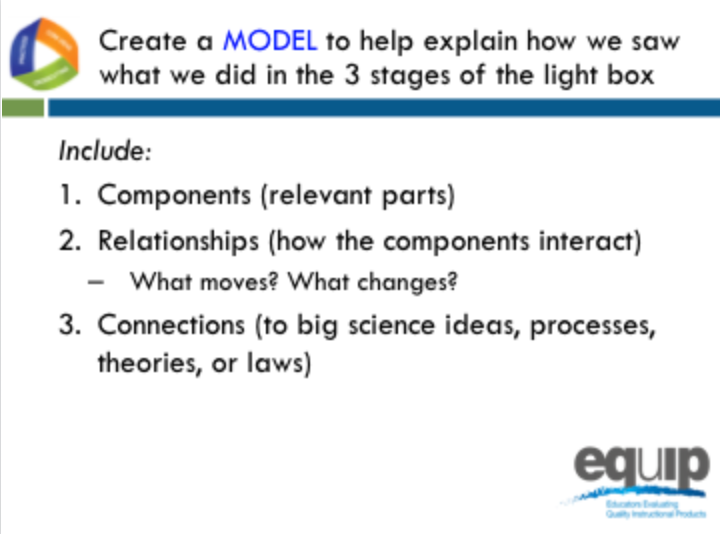 Create a MODEL to help explain how we saw
what we did in the 3 stages of the light box
Include:
1. Components (relevant parts)
2. Relationships (how the components interact)
– What moves? What changes?
3. Connections (to big science ideas, processes,
theories, or laws)
equip
Educators Evaluating
Quality Instructional Products